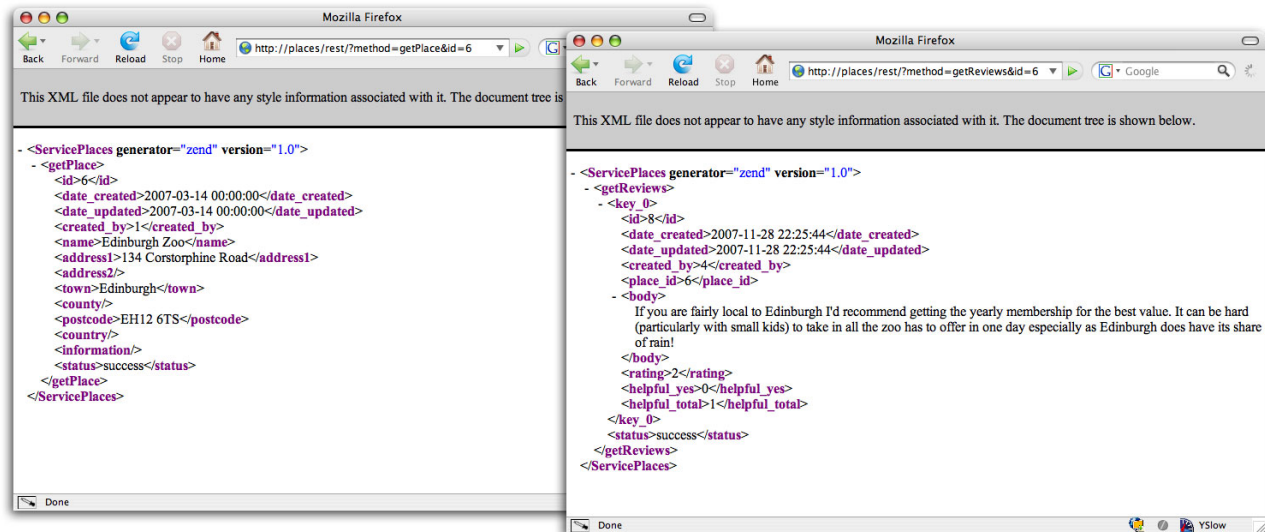 Mozilla Firefox
Back Forward Reload Stop Home http://places/rest/?method=getPlace&id=6 G
This XML file does not appear to have any style information associated with it. The document tree is
- <ServicePlaces generator="zend" version="1.0">
- <getPlace>
<id>6</id>
<date_created>2007-03-14 00:00:00</date_created>
<date_updated>2007-03-14 00:00:00</date_updated>
<created_by>1</created_by>
<name>Edinburgh Zoo</name>
<address1>134 Corstorphine Road</address1>
<address2/>
<town>Edinburgh</town>
<county/>
<postcode>EH12 6TS</postcode>
<country/>
<information/>
<status>success</status>
</getPlace>
</ServicePlaces>
Done
Mozilla Firefox
Back Forward Reload Stop Home http://places/rest/?method=getReviews&id=6 G Google
This XML file does not appear to have any style information associated with it. The document tree is shown below.
- <ServicePlaces generator="zend" version="1.0">
- <getReviews>
- <key_0>
<id>8</id>
<date_created>2007-11-28 22:25:44</date_created>
<date_updated>2007-11-28 22:25:44</date_updated>
<created_by>4</created_by>
<place_id>6</place_id>
- <body>
If you are fairly local to Edinburgh I'd recommend getting the yearly membership for the best value. It can be hard
(particularly with small kids) to take in all the zoo has to offer in one day especially as Edinburgh does have its share
of rain!
</body>
<rating>2</rating>
<helpful_yes>0</helpful_yes>
<helpful_total>1</helpful_total>
</key_0>
<status>success</status>
</getReviews>
</ServicePlaces>
Done YSlow